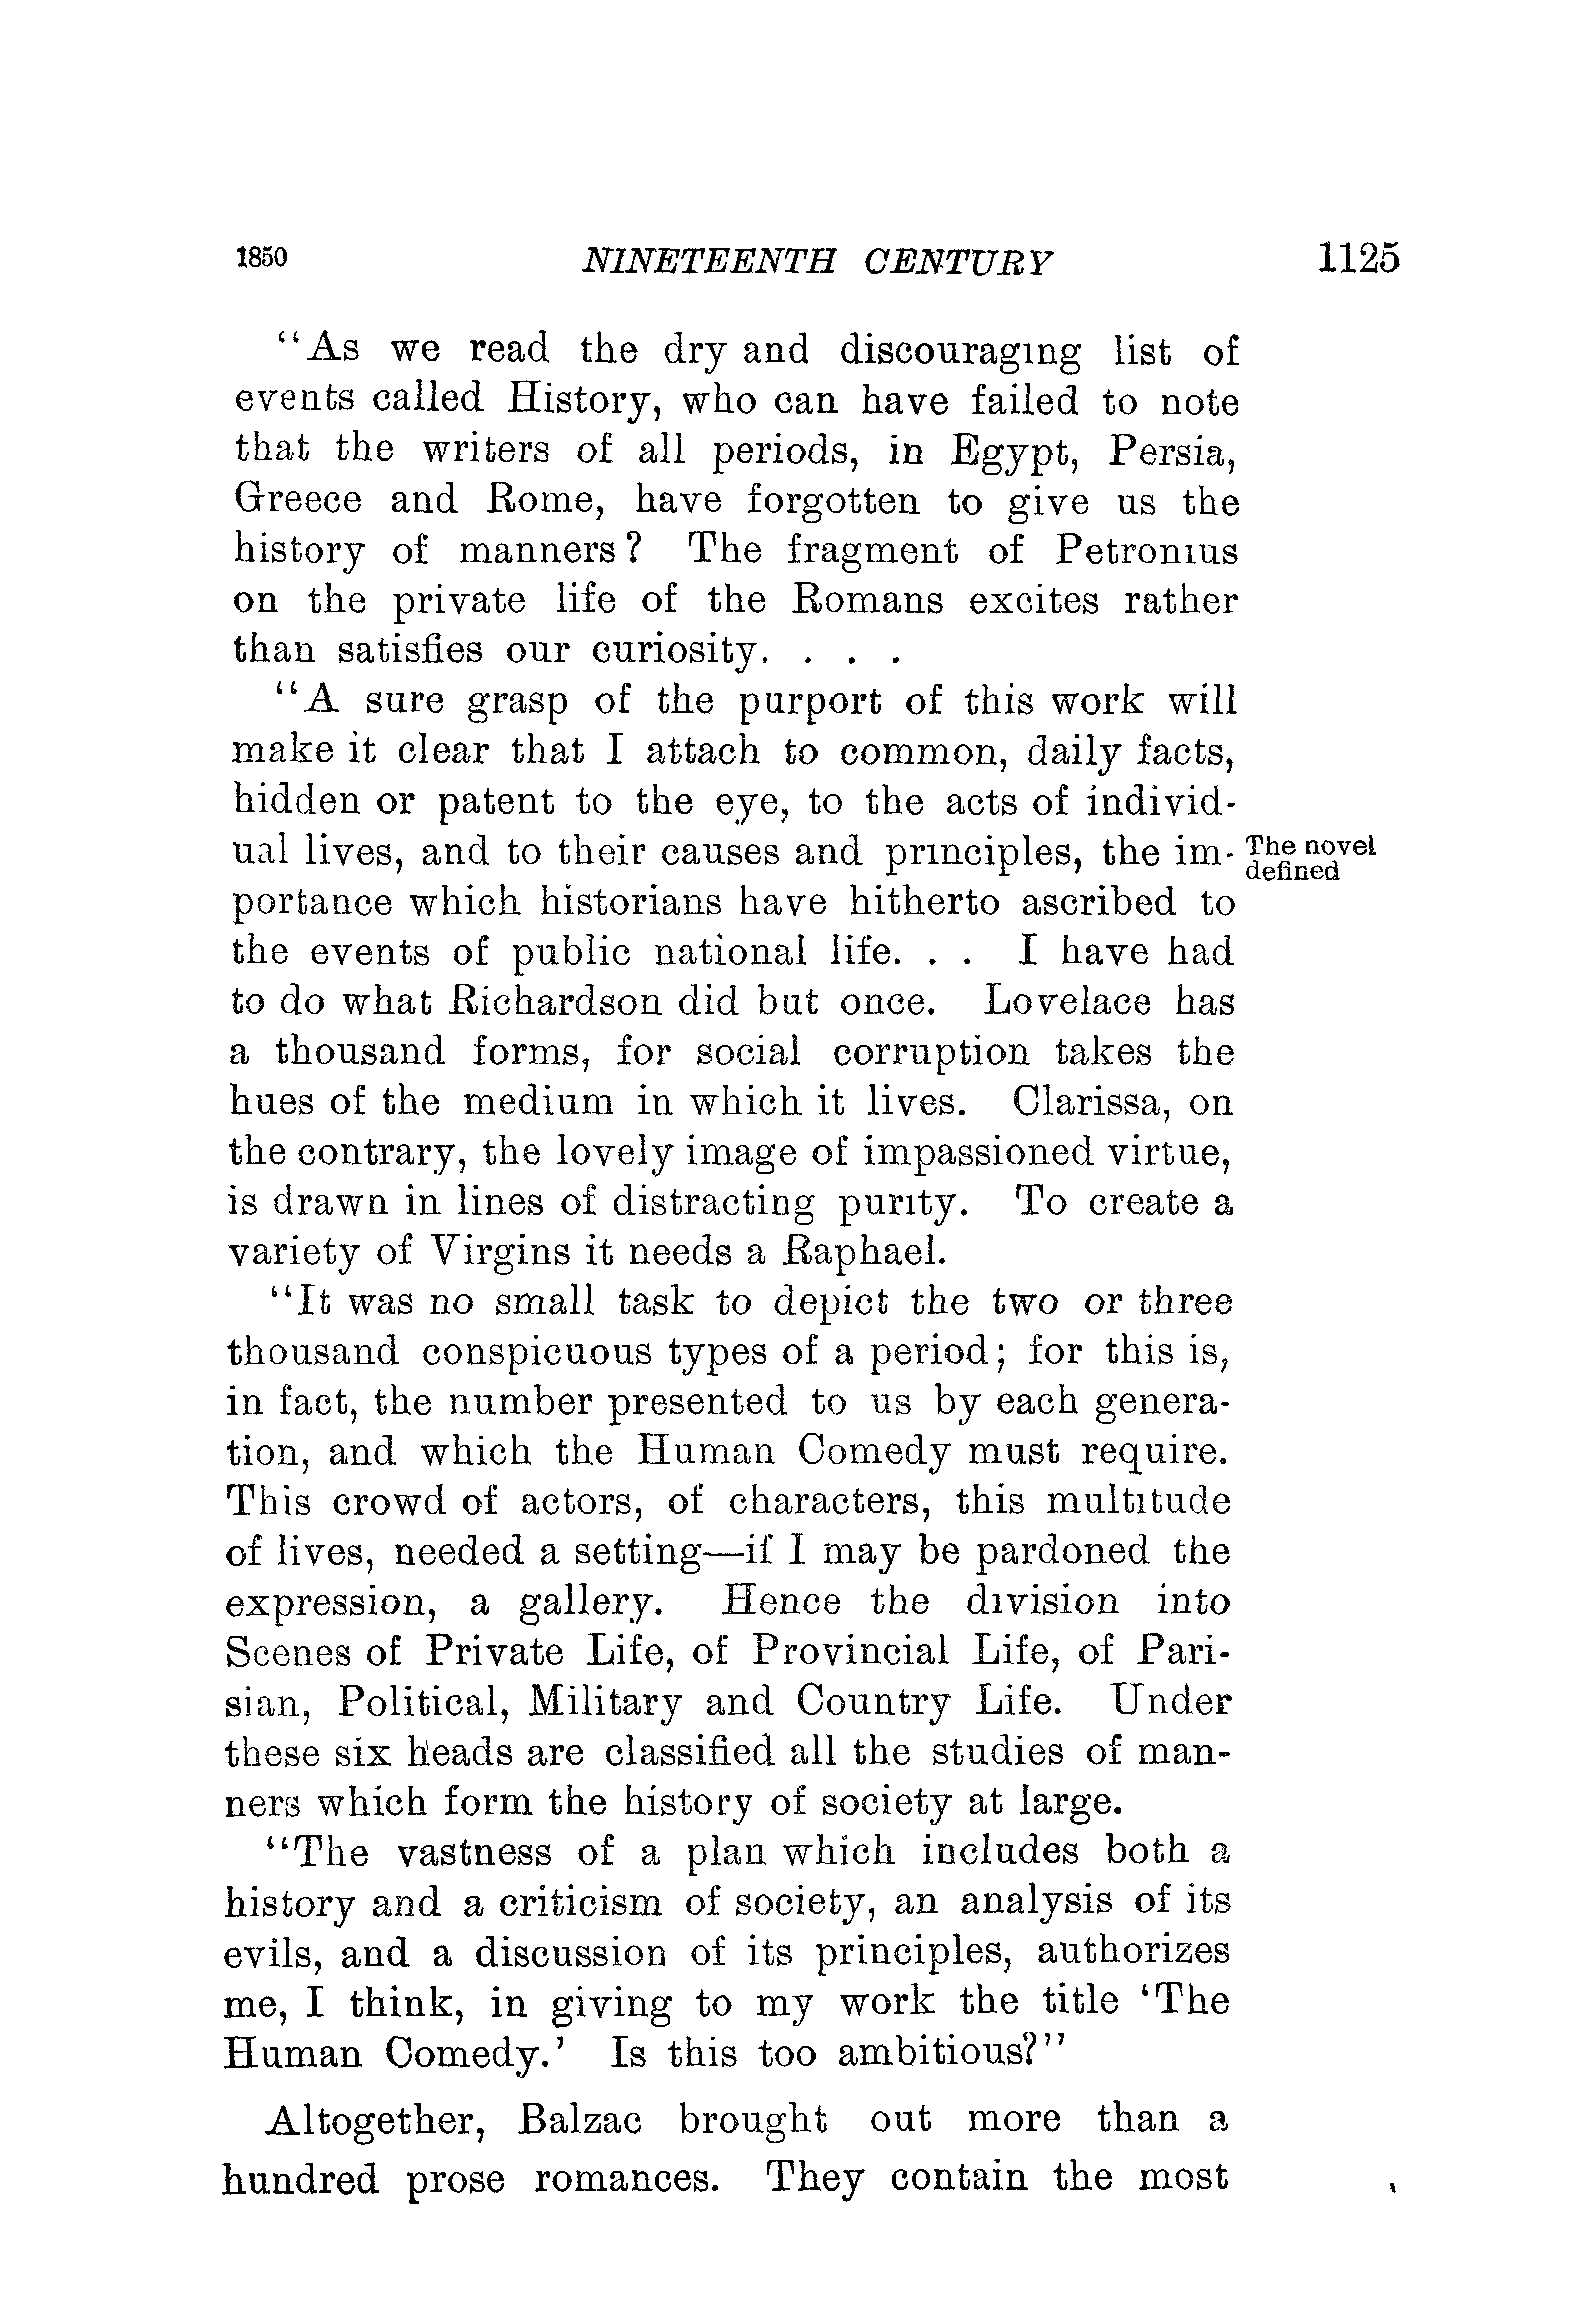 1850 NINETEENTH CENTURY 1125
"As we read the dry and discouraging list of
events called History, who can have failed to note
that the writers of all periods, in Egypt, Persia,
Greece and Rome, have forgotten to give us the
history of manners? The fragment of Petronius
on the private life of the Romans excites rather
than satisfies our curiosity. . . .
"A sure grasp of the purport of this work will
make it clear that I attach to common, daily facts,
hidden or patent to the eye, to the acts of individ-
ual lives, and to their causes and principles, the im-
The novel
defined
portance which historians have hitherto ascribed to
the events of public national life. . . I have had
to do what Richardson did but once. Lovelace has
a thousand forms, for social corruption takes the
hues of the medium in which it lives. Clarissa, on
the contrary, the lovely image of impassioned virtue,
is drawn in lines of distracting purity. To create a
variety of Virgins it needs a Raphael.
"It was no small task to depict the two or three
thousand conspicuous types of a period; for this is,
in fact, the number presented to us by each genera-
tion, and which the Human Comedy must require.
This crowd of actors, of characters, this multitude
of lives, needed a setting—if I may be pardoned the
expression, a gallery. Hence the division into
Scenes of Private Life, of Provincial Life, of Pari-
sian, Political, Military and Country Life. Under
these six heads are classified all the studies of man-
ners which form the history of society at large.
"The vastness of a plan which includes both a
history and a criticism of society, an analysis of its
evils, and a discussion of its principles, authorizes
me, I think, in giving to my work the title 'The
Human Comedy.' Is this too ambitious?"
Altogether, Balzac brought out more than a
hundred prose romances. They contain the most